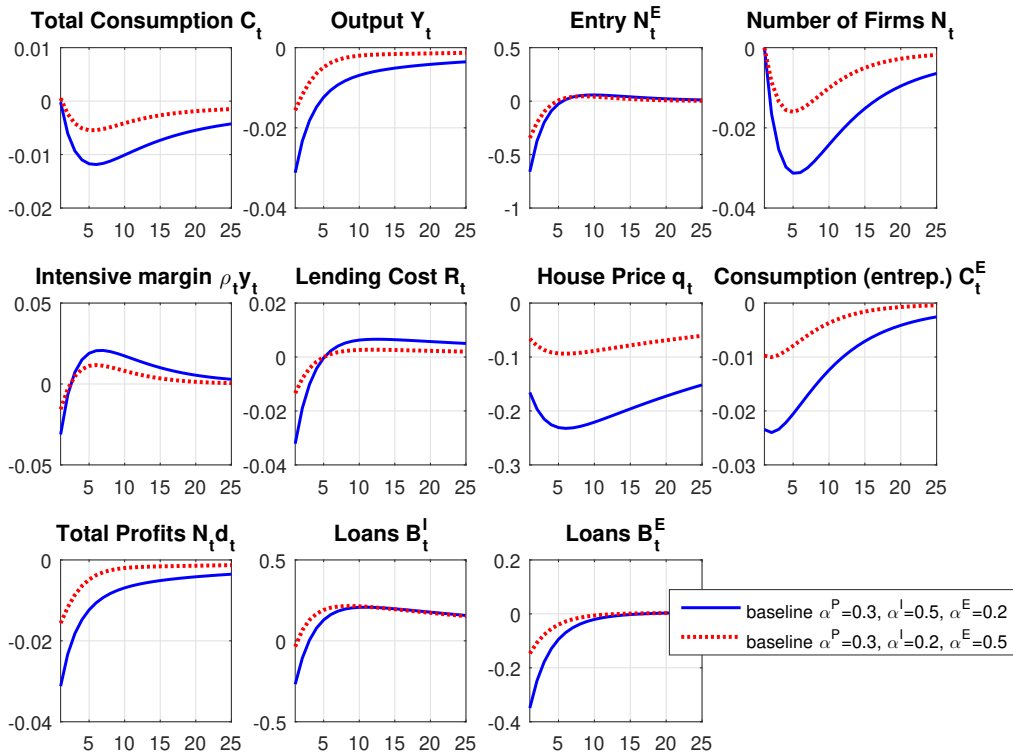 Total Consumption C_t
Output Y_t
Entry N_t^E
Number of Firms N_t
0.01
0
-0.01
-0.02
5 10 15 20 25
0
-0.02
-0.04
5 10 15 20 25
0.5
0
-0.5
-1
5 10 15 20 25
0
-0.02
-0.04
5 10 15 20 25
Intensive margin ρ_t y_t
Lending Cost R_t
House Price q_t
Consumption (entrep.) C_t^E
0.05
0
-0.05
5 10 15 20 25
0.02
0
-0.02
-0.04
5 10 15 20 25
0
-0.1
-0.2
-0.3
5 10 15 20 25
0
-0.01
-0.02
-0.03
5 10 15 20 25
Total Profits N_t d_t
Loans B_t^I
Loans B_t^E
0
-0.02
-0.04
5 10 15 20 25
0.5
0
-0.5
5 10 15 20 25
0.2
0
-0.2
-0.4
5 10 15 20 25
baseline α^P=0.3, α^I=0.5, α^E=0.2
baseline α^P=0.3, α^I=0.2, α^E=0.5